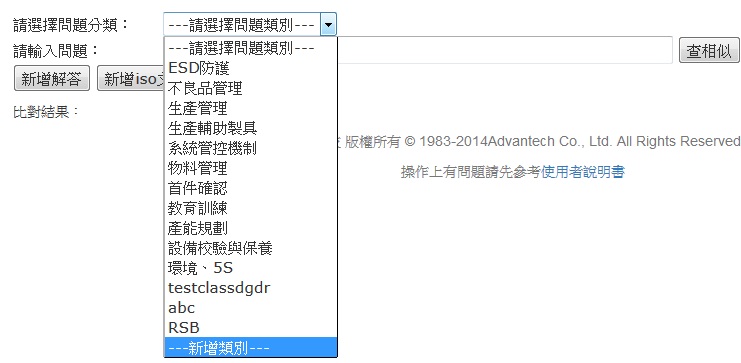 請選擇問題分類： ---請選擇問題類別---
請輸入問題： 查相似
新增解答 新增iso
比對結果：
---請選擇問題類別---
ESD防護
不良品管理
生產管理
生產輔助製具
系統管控機制
物料管理
首件確認
教育訓練
產能規劃
設備校驗與保養
環境、5S
testclassdgdr
abc
RSB
---新增類別---
版權所有 © 1983-2014Advantech Co., Ltd. All Rights Reserved
操作上有問題請先參考使用者說明書